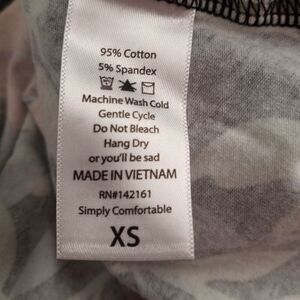 95% Cotton
5% Spandex
Machine Wash Cold
Gentle Cycle
Do Not Bleach
Hang Dry
or you'll be sad
MADE IN VIETNAM
RN#142161
Simply Comfortable
XS